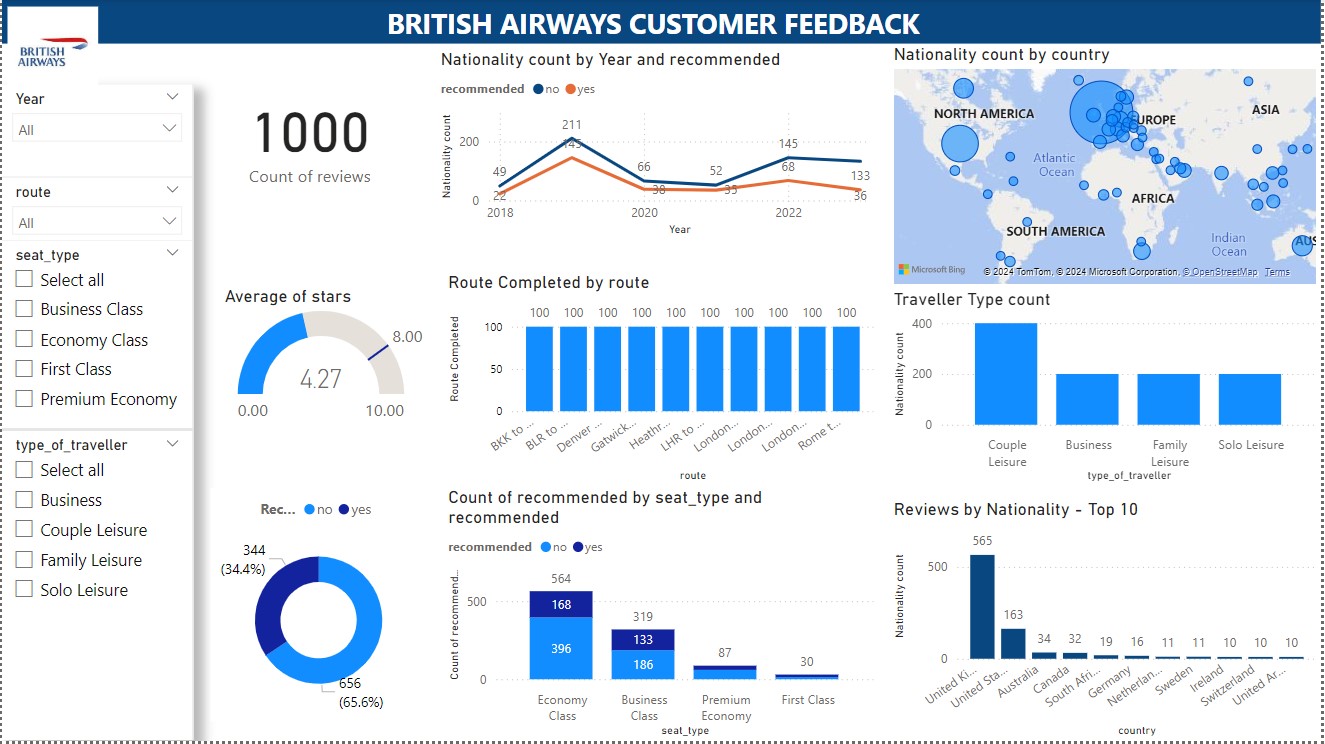 BRITISH AIRWAYS CUSTOMER FEEDBACK
BRITISH
AIRWAYS
Year
All
route
All
seat_type
Select all
Business Class
Economy Class
First Class
Premium Economy
type_of_traveller
Select all
Business
Couple Leisure
Family Leisure
Solo Leisure
1000
Count of reviews
Average of stars
8.00
4.27
0.00
10.00
Rec... no yes
344
(34.4%)
656
(65.6%)
Nationality count by Year and recommended
recommended no yes
Nationality count
200
0
49
22
211
145
66
38
52
35
145
68
133
36
2018
2020
2022
Year
Route Completed by route
Route Completed
100
50
0
100 100 100 100 100 100 100 100 100 100
BKK to ...
BLR to ...
Denver ...
Gatwick...
Heathr...
LHR to ...
London...
London...
London...
Rome t...
route
Count of recommended by seat_type and
recommended
recommended no yes
Count of recommend...
500
0
564
168
396
319
133
186
87
30
Economy
Class
Business
Class
Premium
Economy
First Class
seat_type
Nationality count by country
NORTH AMERICA
EUROPE
ASIA
Atlantic
Ocean
AFRICA
SOUTH AMERICA
Indian
Ocean
AUS
Microsoft Bing
© 2024 TomTom, © 2024 Microsoft Corporation, © OpenStreetMap Terms
Traveller Type count
Nationality count
400
200
0
Couple
Leisure
Business
Family
Leisure
Solo Leisure
type_of_traveller
Reviews by Nationality - Top 10
Nationality count
500
0
565
163
34
32
19
16
11
11
10
10
10
United Ki...
United Sta...
Australia
Canada
South Afri...
Germany
Netherlan...
Sweden
Ireland
Switzerland
United Ar...
country